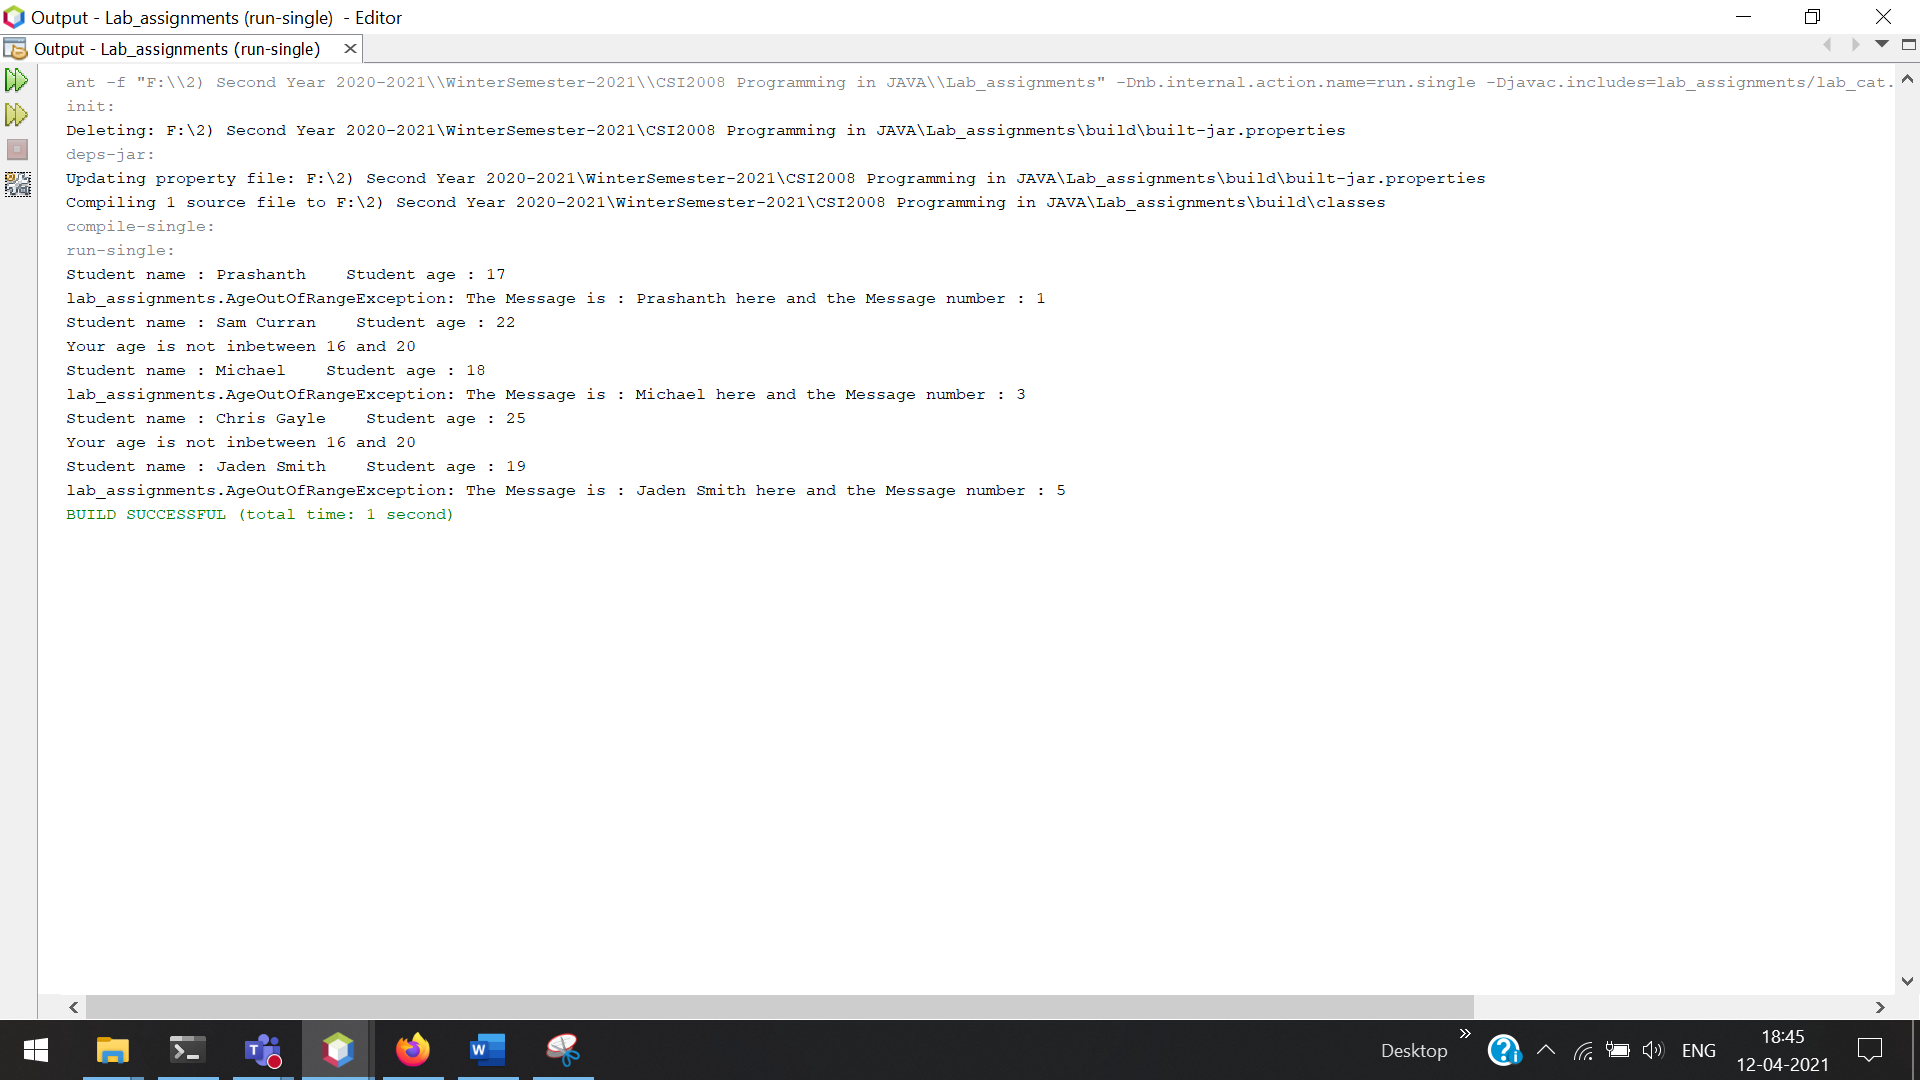 Output - Lab_assignments (run-single) - Editor
Output - Lab_assignments (run-single)
ant -f "F:\\2) Second Year 2020-2021\\WinterSemester-2021\\CSI2008 Programming in JAVA\\Lab_assignments" -Dnb.internal.action.name=run.single -Djavac.includes=lab_assignments/lab_cat.
init:
Deleting: F:\2) Second Year 2020-2021\WinterSemester-2021\CSI2008 Programming in JAVA\Lab_assignments\build\built-jar.properties
deps-jar:
Updating property file: F:\2) Second Year 2020-2021\WinterSemester-2021\CSI2008 Programming in JAVA\Lab_assignments\build\built-jar.properties
Compiling 1 source file to F:\2) Second Year 2020-2021\WinterSemester-2021\CSI2008 Programming in JAVA\Lab_assignments\build\classes
compile-single:
run-single:
Student name : Prashanth    Student age : 17
lab_assignments.AgeOutOfRangeException: The Message is : Prashanth here and the Message number : 1
Student name : Sam Curran    Student age : 22
Your age is not inbetween 16 and 20
Student name : Michael    Student age : 18
lab_assignments.AgeOutOfRangeException: The Message is : Michael here and the Message number : 3
Student name : Chris Gayle    Student age : 25
Your age is not inbetween 16 and 20
Student name : Jaden Smith    Student age : 19
lab_assignments.AgeOutOfRangeException: The Message is : Jaden Smith here and the Message number : 5
BUILD SUCCESSFUL (total time: 1 second)
Desktop
ENG
18:45
12-04-2021